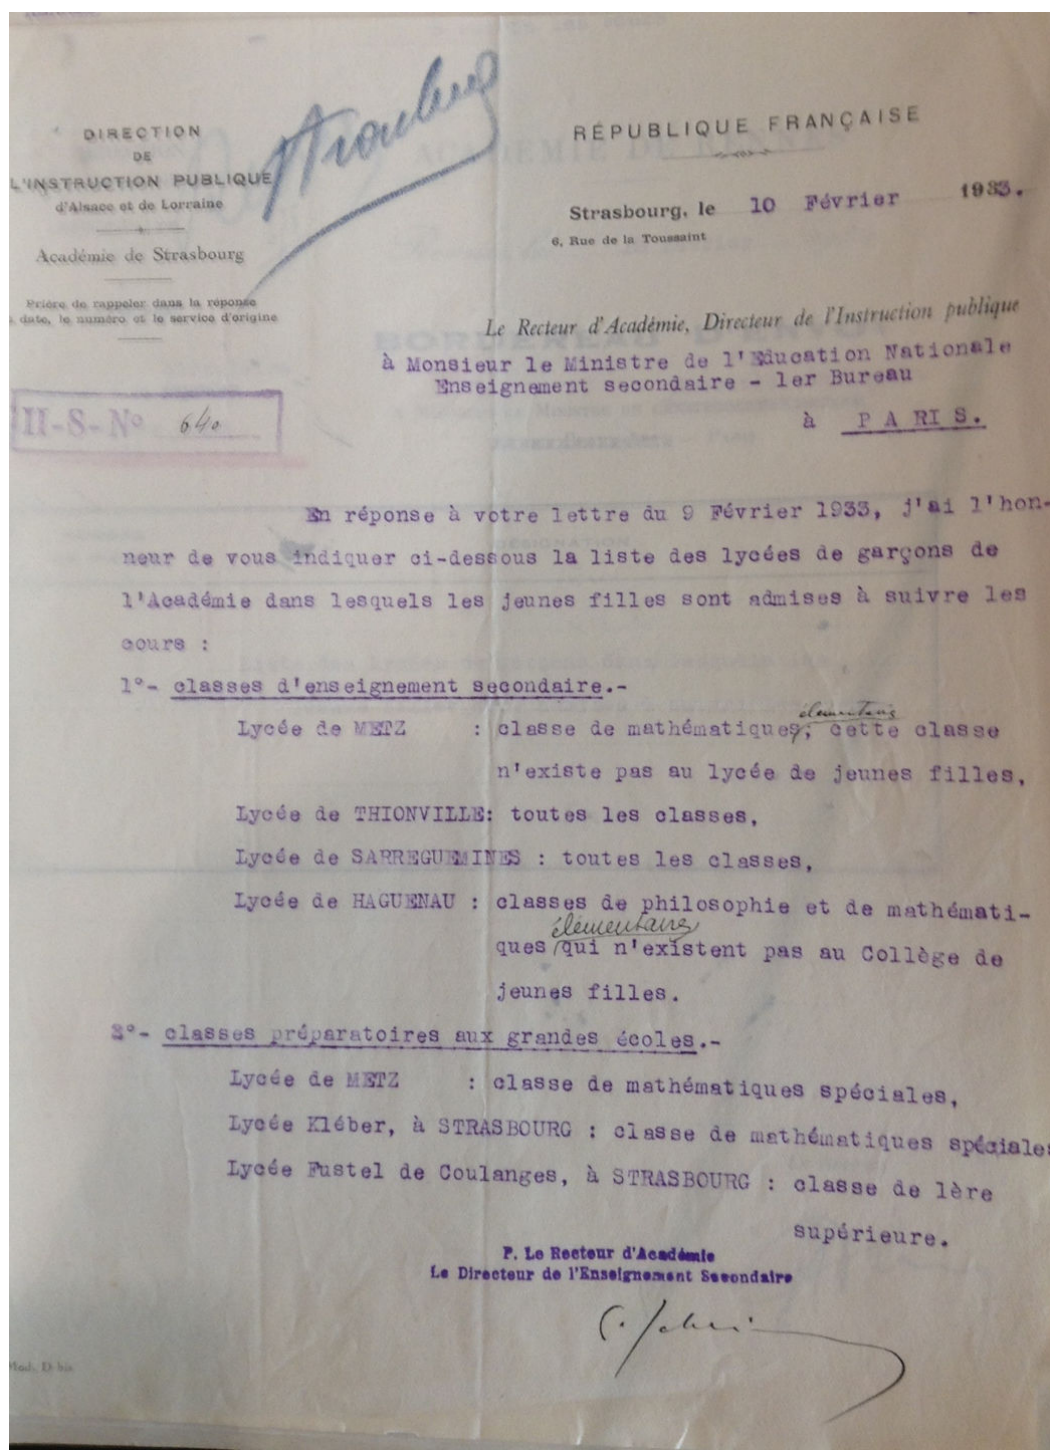 DIRECTION
DE
L'INSTRUCTION PUBLIQUE
d'Alsace et de Lorraine
Académie de Strasbourg
Prière de rappeler dans la réponse
date, le numéro et le service d'origine
Strasbourg
RÉPUBLIQUE FRANÇAISE
Strasbourg, le 10 Février 1933.
6, Rue de la Toussaint
Le Recteur d'Académie, Directeur de l'Instruction publique
à Monsieur le Ministre de l'Education Nationale
Enseignement secondaire - 1er Bureau
à PARIS.
II-S-No 640
En réponse à votre lettre du 9 Février 1933, j'ai l'hon-
neur de vous indiquer ci-dessous la liste des lycées de garçons de
l'Académie dans lesquels les jeunes filles sont admises à suivre les
cours :
1°- classes d'enseignement secondaire.-
élémentaires
Lycée de METZ : classe de mathématiques; cette classe
n'existe pas au lycée de jeunes filles,
Lycée de THIONVILLE: toutes les classes,
Lycée de SARREGUEMINES : toutes les classes,
Lycée de HAGUENAU : classes de philosophie et de mathémati-
élémentaires
ques qui n'existent pas au Collège de
jeunes filles.
2°- classes préparatoires aux grandes écoles.-
Lycée de METZ : classe de mathématiques spéciales,
Lycée Kléber, à STRASBOURG : classe de mathématiques spéciales
Lycée Fustel de Coulanges, à STRASBOURG : classe de 1ère
supérieure.
P. Le Recteur d'Académie
Le Directeur de l'Enseignement Secondaire
Mod. D bis